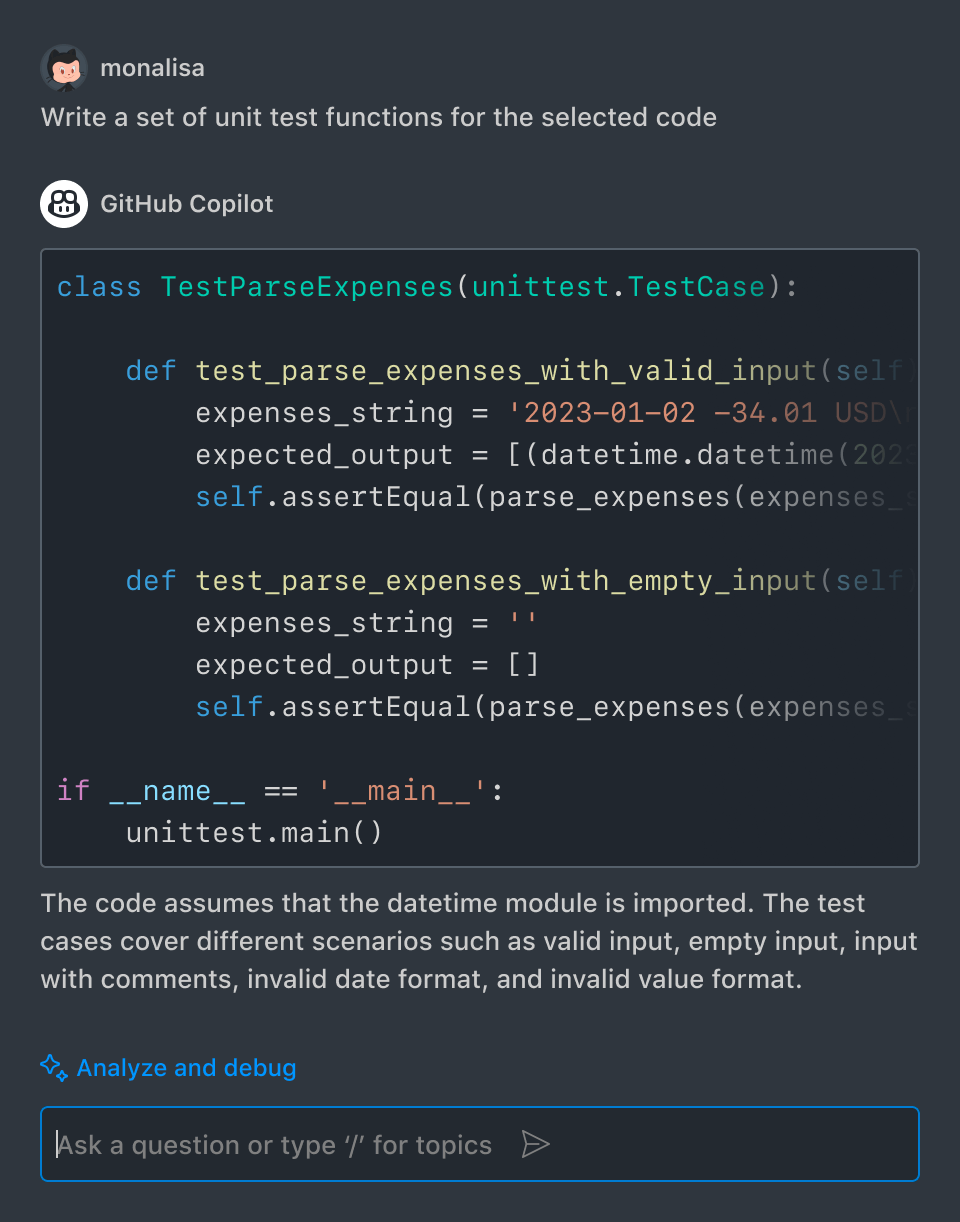 monalisa
Write a set of unit test functions for the selected code
GitHub Copilot
class TestParseExpenses(unittest.TestCase):
def test_parse_expenses_with_valid_input(self)
expenses_string = '2023-01-02 -34.01 USD\
expected_output = [(datetime.datetime(2023
self.assertEqual(parse_expenses(expenses_
def test_parse_expenses_with_empty_input(self)
expenses_string = ''
expected_output = []
self.assertEqual(parse_expenses(expenses_
if __name__ == '__main__':
unittest.main()
The code assumes that the datetime module is imported. The test
cases cover different scenarios such as valid input, empty input, input
with comments, invalid date format, and invalid value format.
Analyze and debug
Ask a question or type ‘/’ for topics